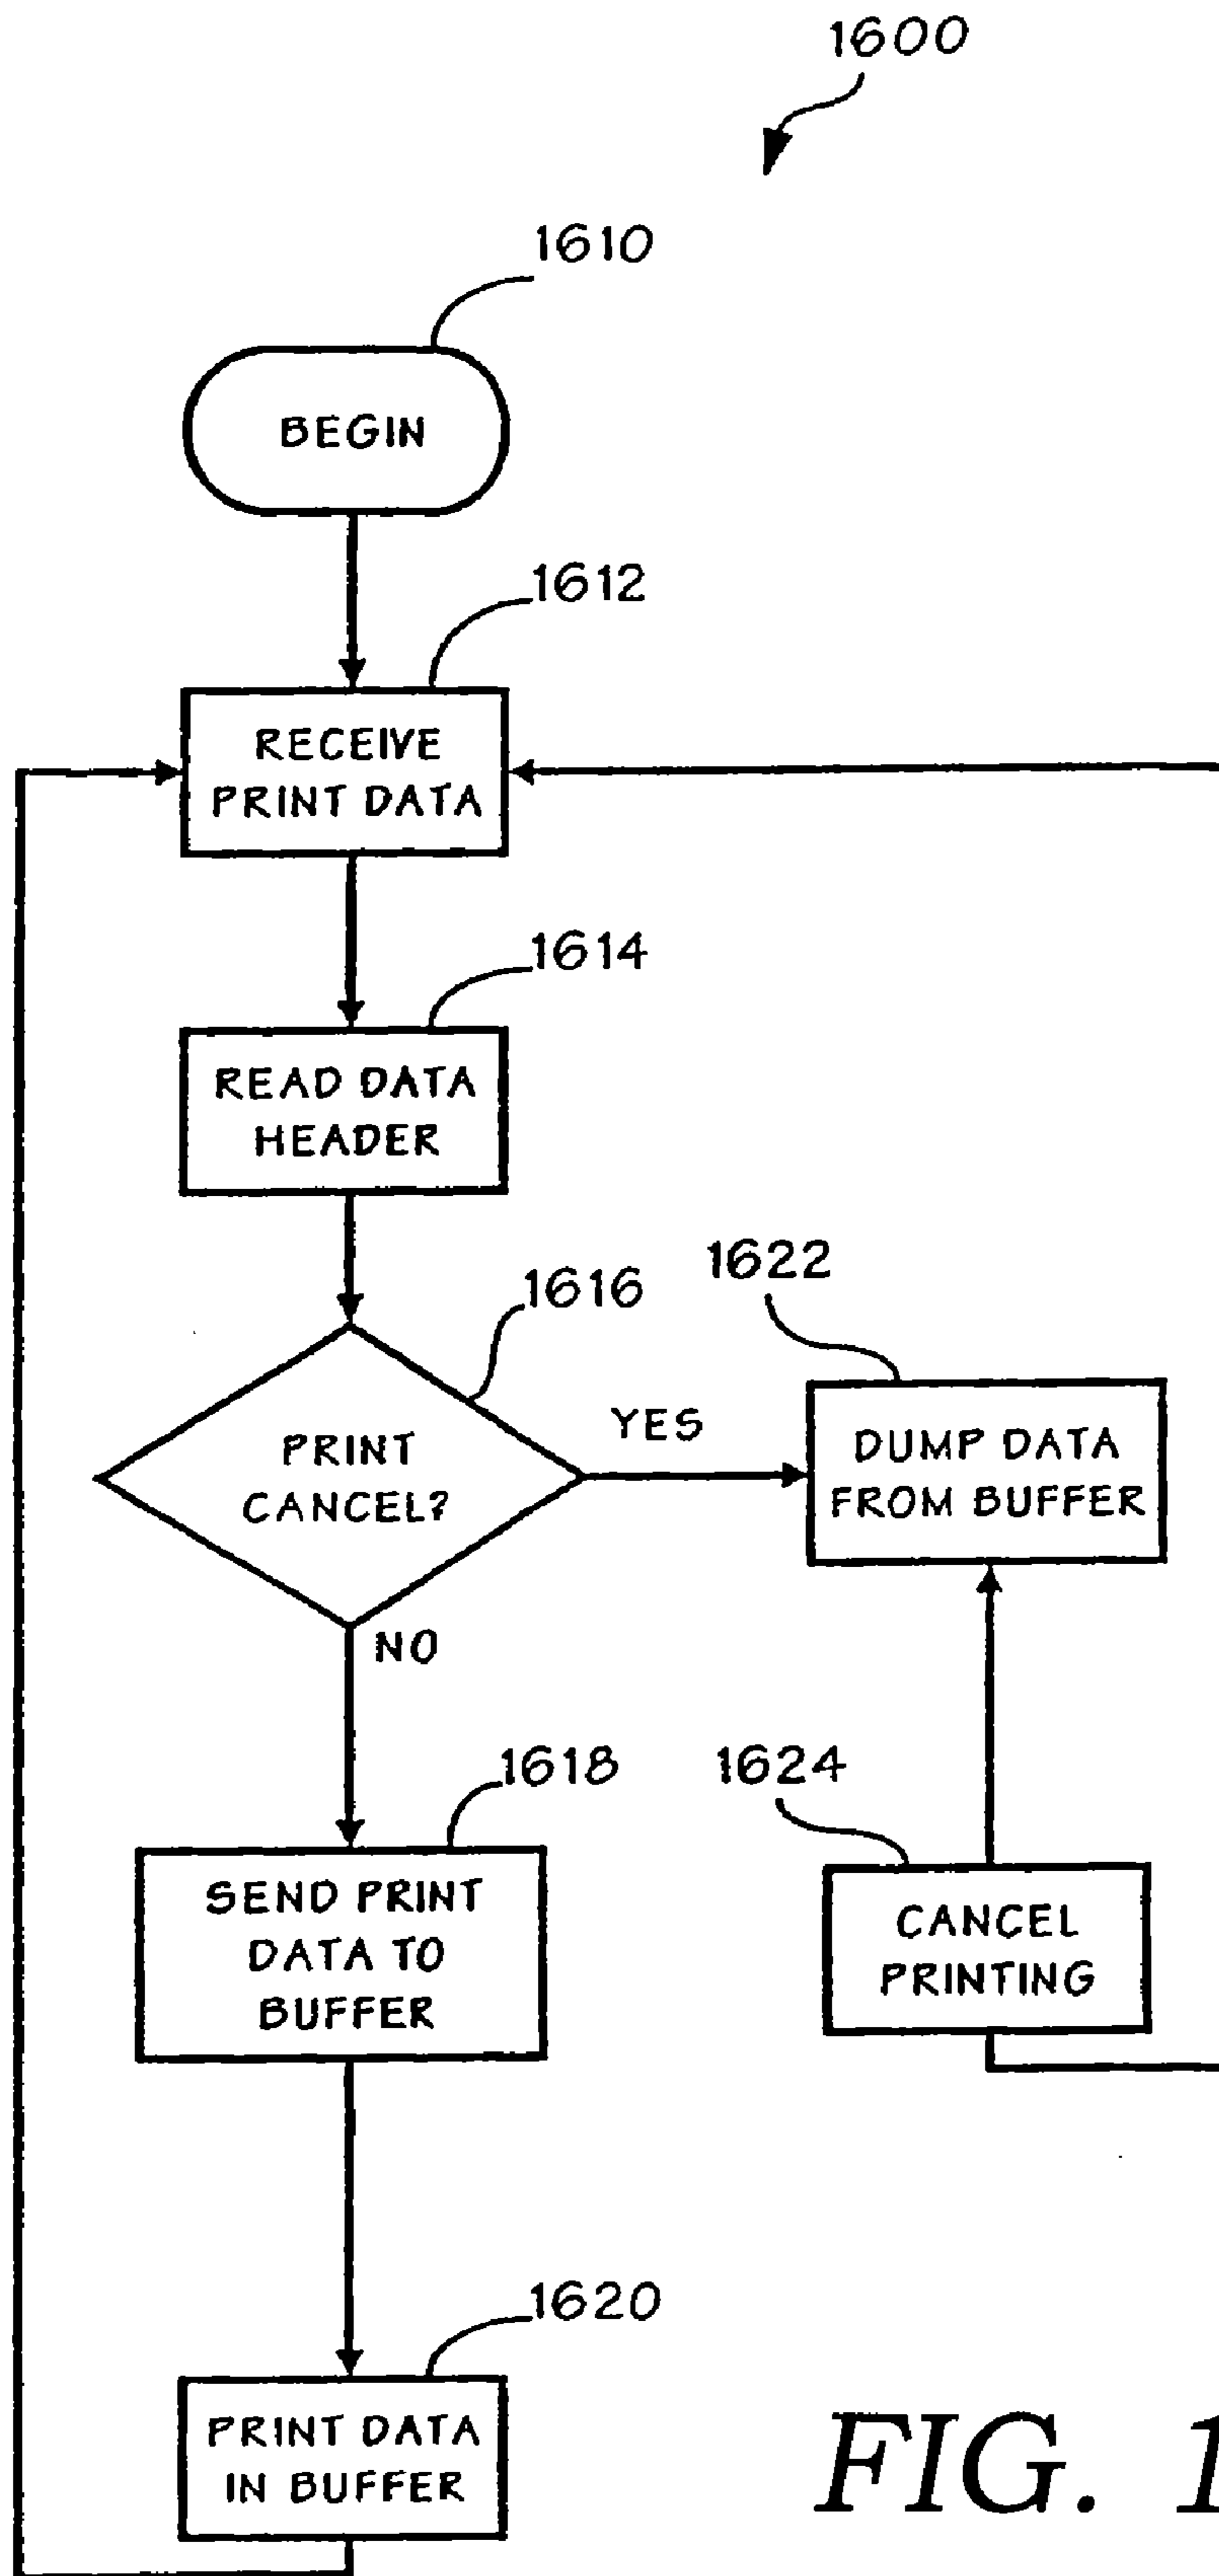 1600
1610
BEGIN
1612
RECEIVE
PRINT DATA
1614
READ DATA
HEADER
1616
PRINT
CANCEL?
YES
NO
1622
DUMP DATA
FROM BUFFER
1618
SEND PRINT
DATA TO
BUFFER
1624
CANCEL
PRINTING
1620
PRINT DATA
IN BUFFER
FIG. 1